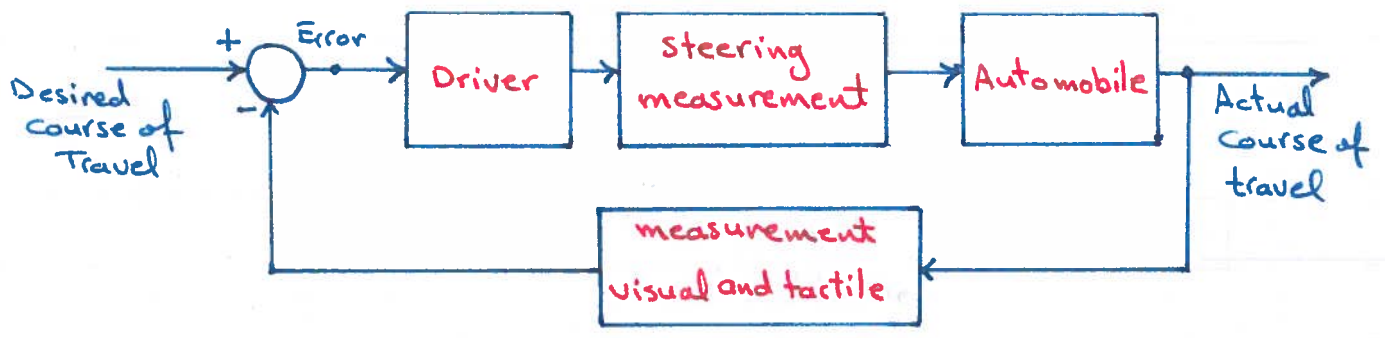 +
Error
Driver
steering
measurement
Automobile
Desired
course of
Travel
-
Actual
course of
travel
measurement
visual and tactile